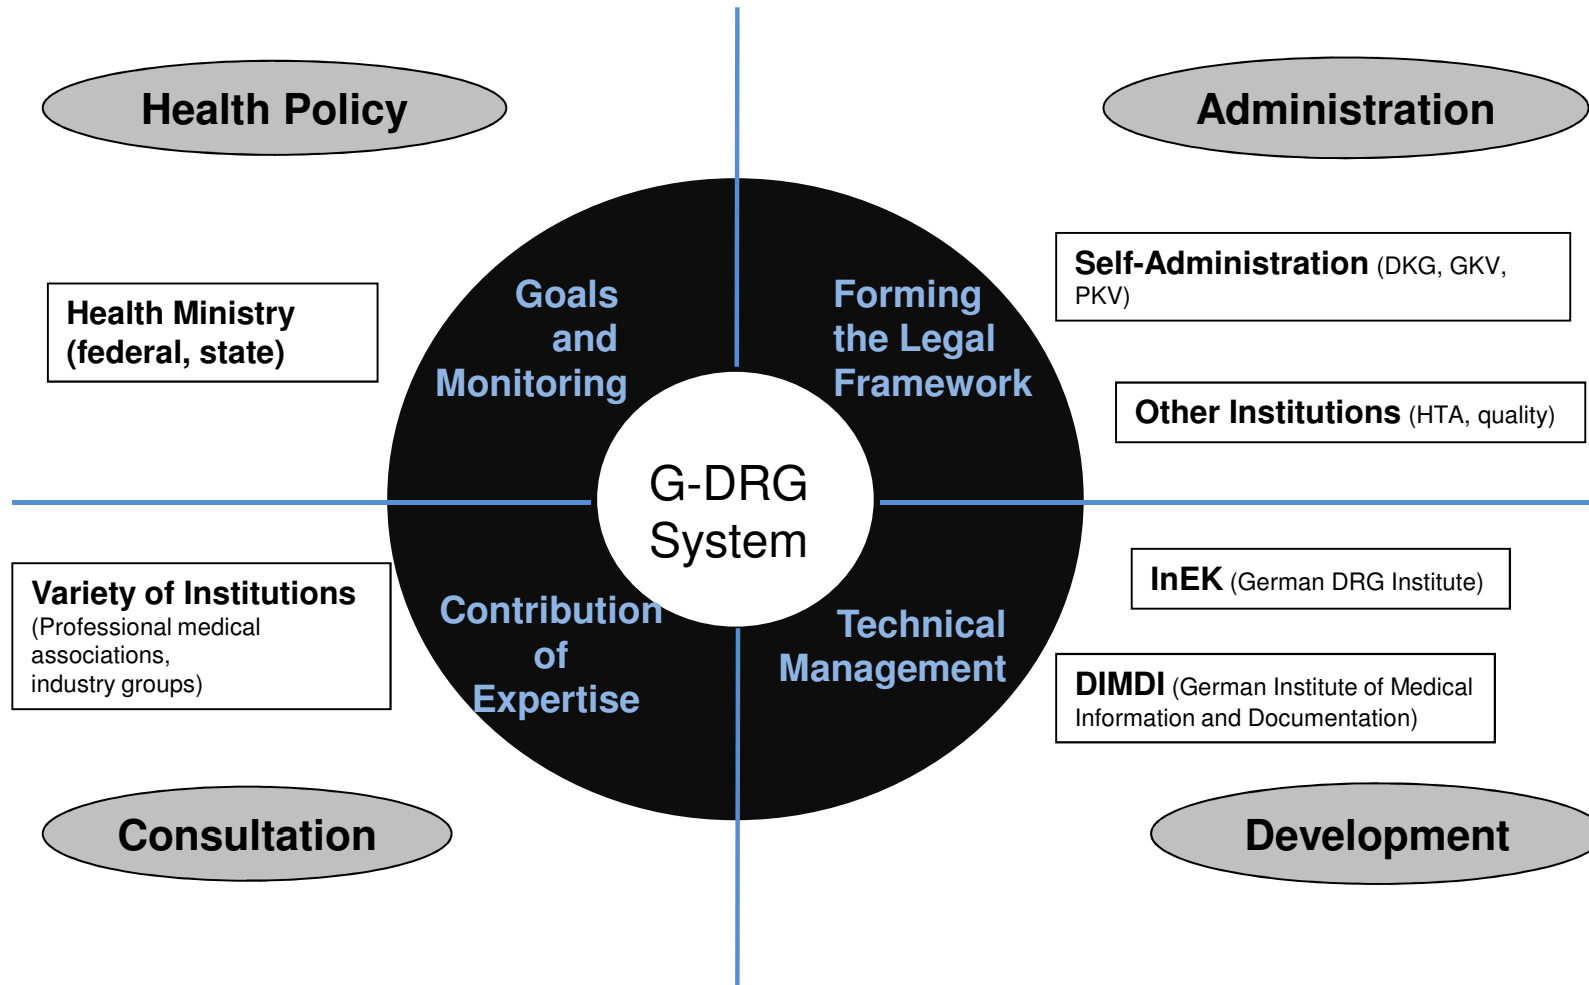 Health Policy
Administration
Health Ministry
(federal, state)
Goals
and
Monitoring
Forming
the Legal
Framework
Self-Administration (DKG, GKV,
PKV)
Other Institutions (HTA, quality)
G-DRG
System
Variety of Institutions
(Professional medical
associations,
industry groups)
Contribution
of
Expertise
Technical
Management
InEK (German DRG Institute)
DIMDI (German Institute of Medical
Information and Documentation)
Consultation
Development